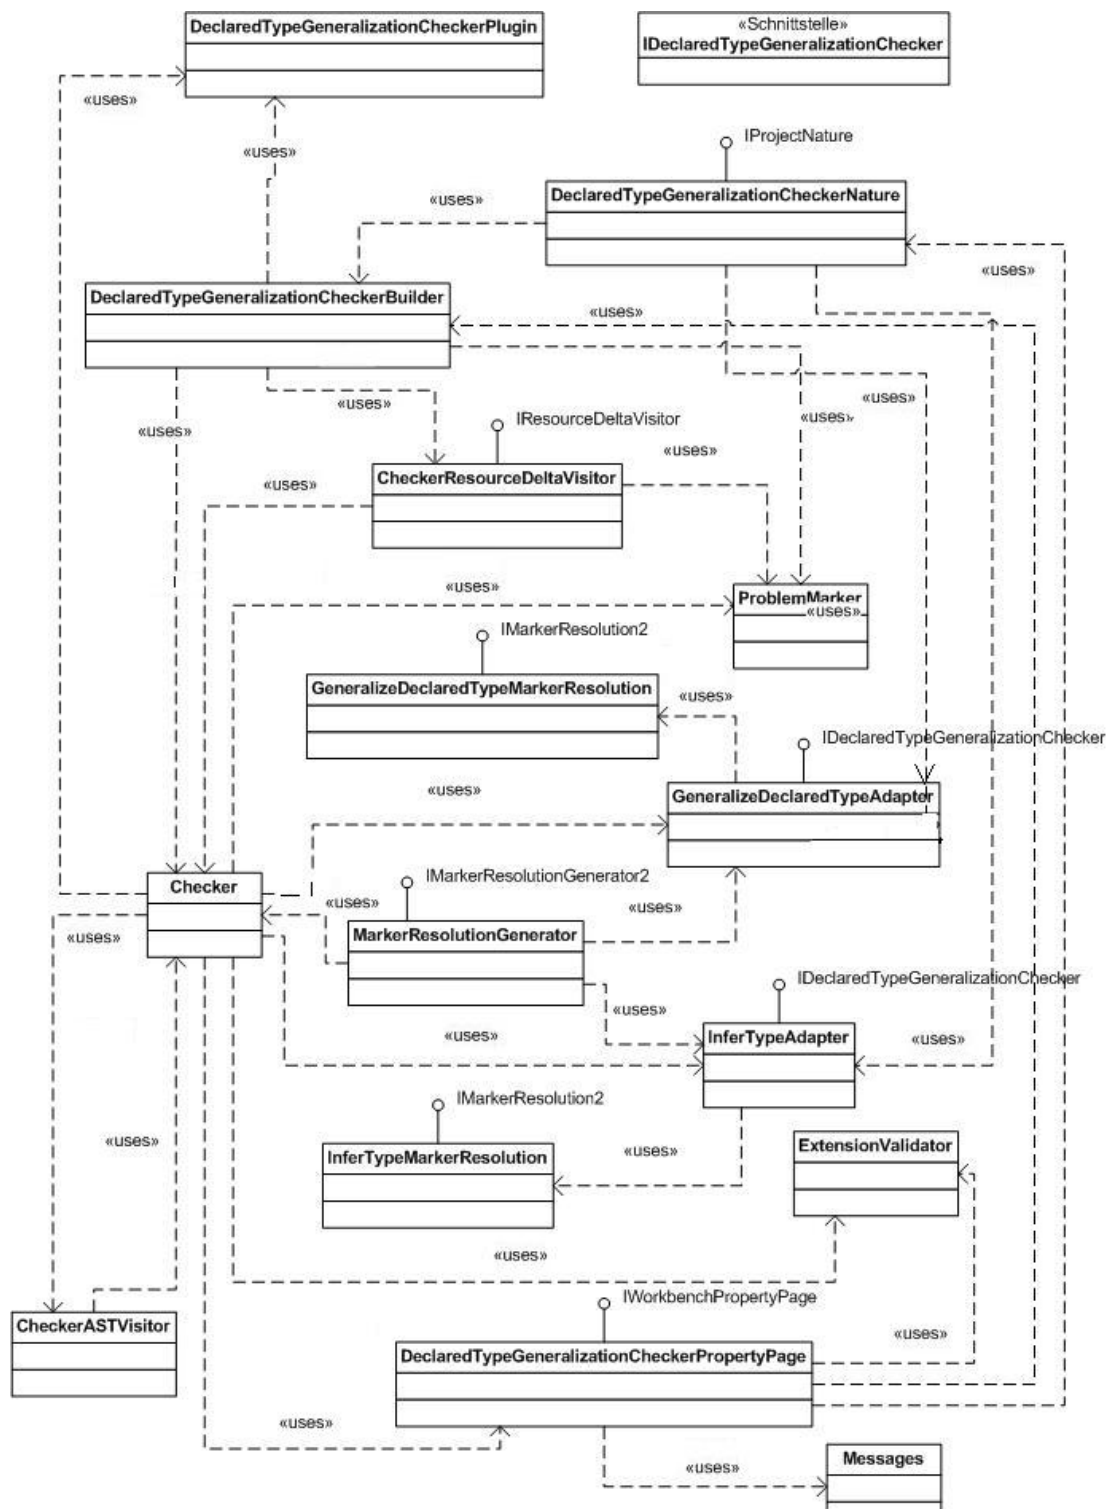 DeclaredTypeGeneralizationCheckerPlugin
«Schnittstelle»
IDeclaredTypeGeneralizationChecker
«uses»
«uses»
IProjectNature
DeclaredTypeGeneralizationCheckerNature
«uses»
«uses»
DeclaredTypeGeneralizationCheckerBuilder
«uses»
«uses»
«uses»
«uses»
«uses»
IResourceDeltaVisitor
«uses»
«uses»
CheckerResourceDeltaVisitor
«uses»
«uses»
ProblemMarker
«uses»
IMarkerResolution2
GeneralizeDeclaredTypeMarkerResolution
«uses»
IDeclaredTypeGeneralizationChecker
GeneralizeDeclaredTypeAdapter
«uses»
IMarkerResolutionGenerator2
Checker
«uses»
«uses»
«uses»
MarkerResolutionGenerator
IDeclaredTypeGeneralizationChecker
«uses»
«uses»
InferTypeAdapter
«uses»
IMarkerResolution2
«uses»
«uses»
InferTypeMarkerResolution
ExtensionValidator
«uses»
IWorkbenchPropertyPage
CheckerASTVisitor
«uses»
DeclaredTypeGeneralizationCheckerPropertyPage
«uses»
Messages
«uses»